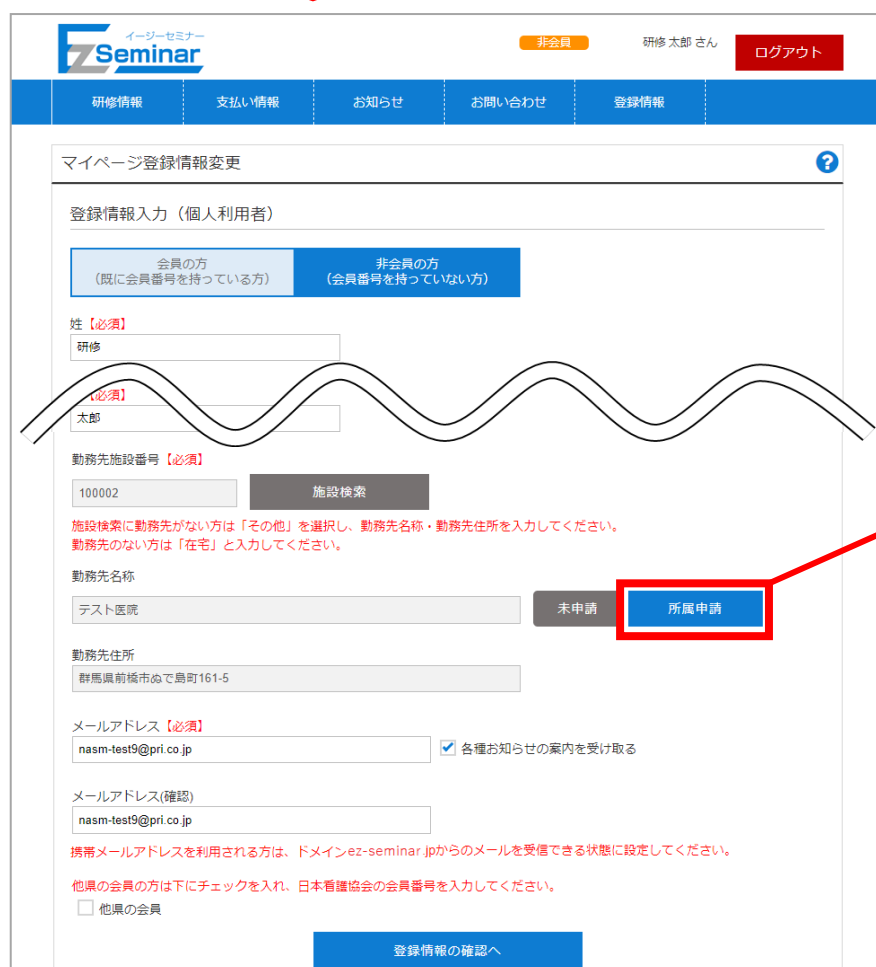 イージーセミナー
EzSeminar
非会員
研修 太郎 さん
ログアウト
研修情報
支払い情報
お知らせ
お問い合わせ
登録情報
マイページ登録情報変更
?
登録情報入力（個人利用者）
会員の方
（既に会員番号を持っている方）
非会員の方
（会員番号を持っていない方）
姓【必須】
研修
【必須】
太郎
勤務先施設番号【必須】
100002
施設検索
施設検索に勤務先がない方は「その他」を選択し、勤務先名称・勤務先住所を入力してください。
勤務先のない方は「在宅」と入力してください。
勤務先名称
テスト医院
未申請
所属申請
勤務先住所
群馬県前橋市ぬで島町161-5
メールアドレス【必須】
nasm-test9@pri.co.jp
各種お知らせの案内を受け取る
メールアドレス(確認)
nasm-test9@pri.co.jp
携帯メールアドレスを利用される方は、ドメインez-seminar.jpからのメールを受信できる状態に設定してください。
他県の会員の方は下にチェックを入れ、日本看護協会の会員番号を入力してください。
他県の会員
登録情報の確認へ